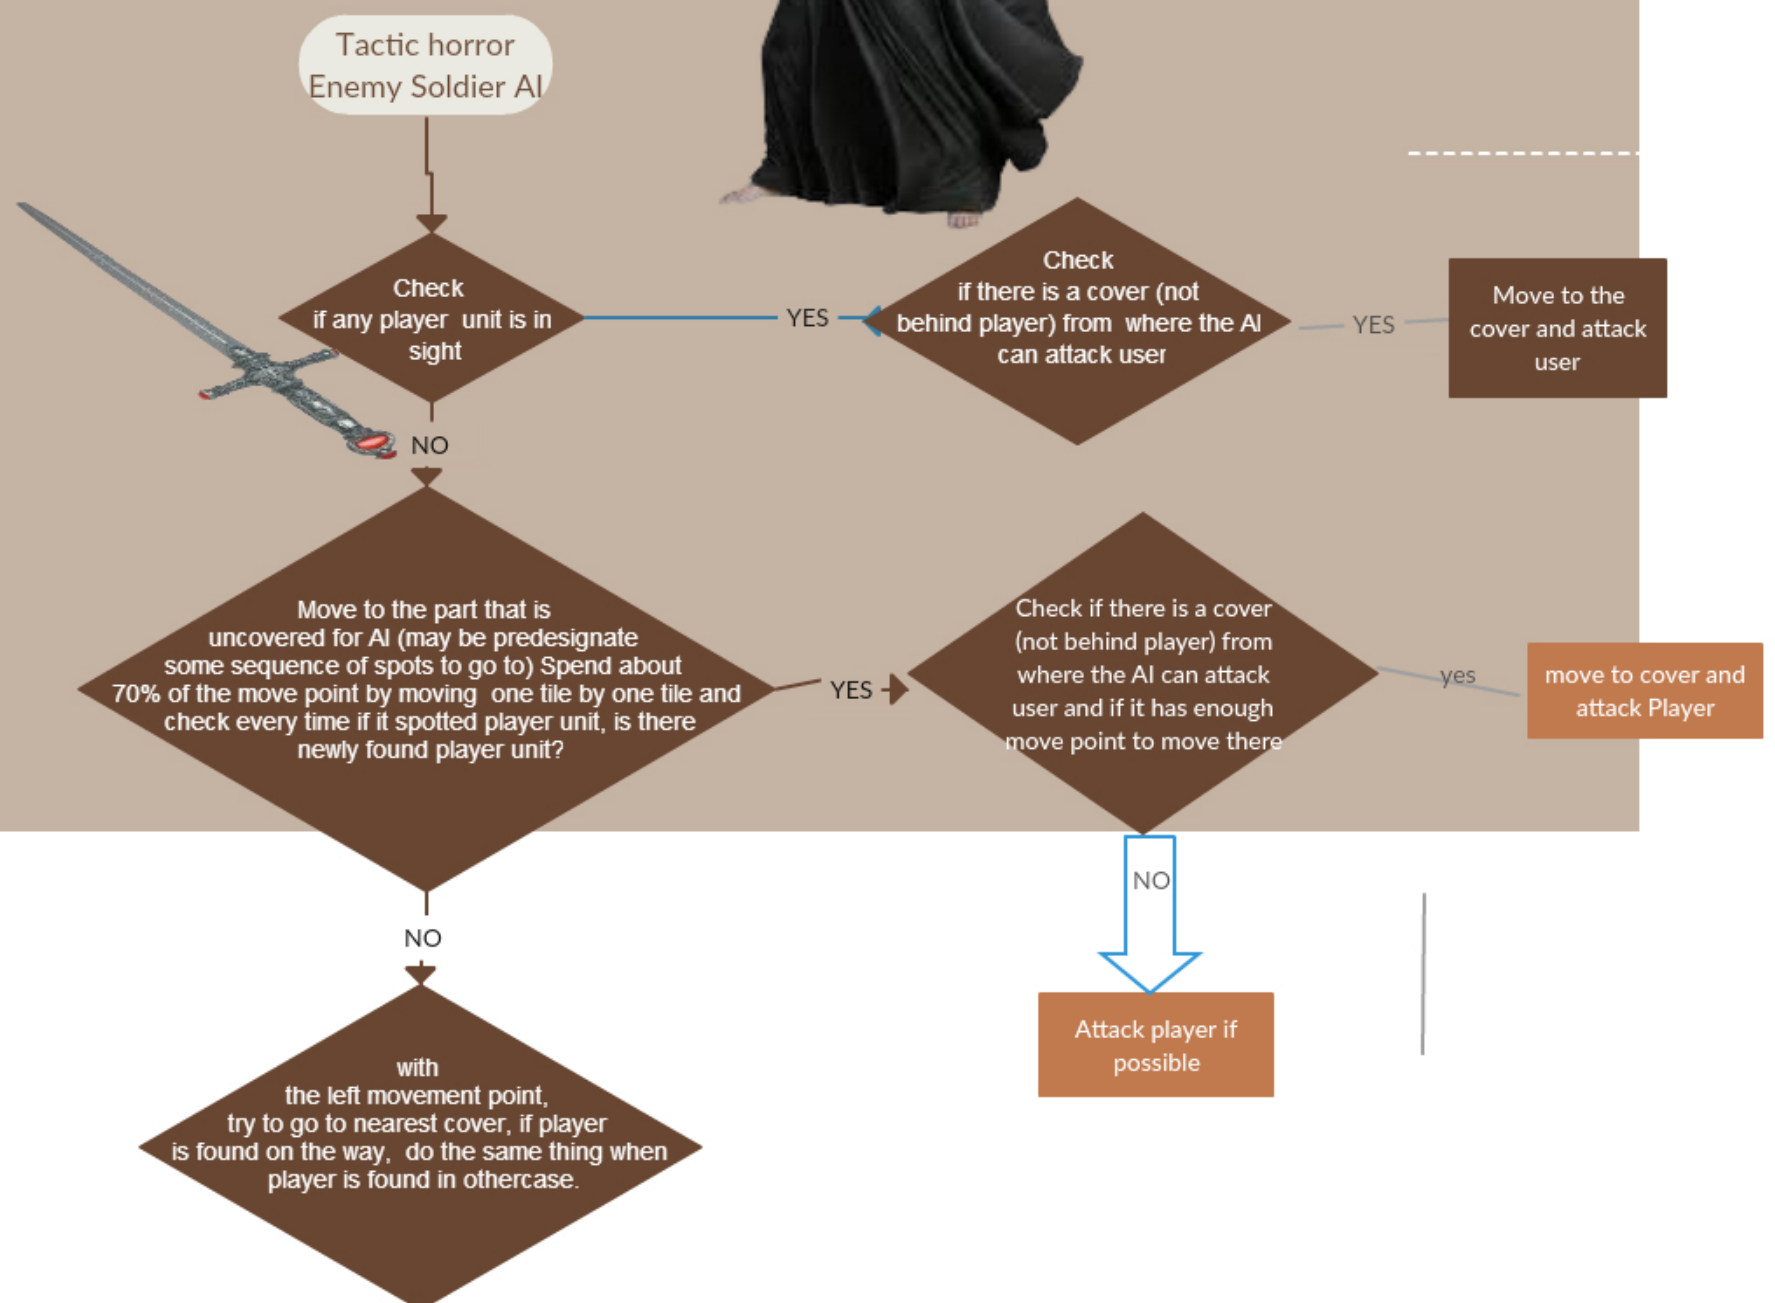 Tactic horror
Enemy Soldier AI
Check
if any player unit is in
sight
YES
Check
if there is a cover (not
behind player) from where the AI
can attack user
YES
Move to the
cover and attack
user
NO
Move to the part that is
uncovered for AI (may be predesignate
some sequence of spots to go to) Spend about
70% of the move point by moving one tile by one tile and
check every time if it spotted player unit, is there
newly found player unit?
YES
Check if there is a cover
(not behind player) from
where the AI can attack
user and if it has enough
move point to move there
yes
move to cover and
attack Player
NO
Attack player if
possible
NO
with
the left movement point,
try to go to nearest cover, if player
is found on the way, do the same thing when
player is found in othercase.